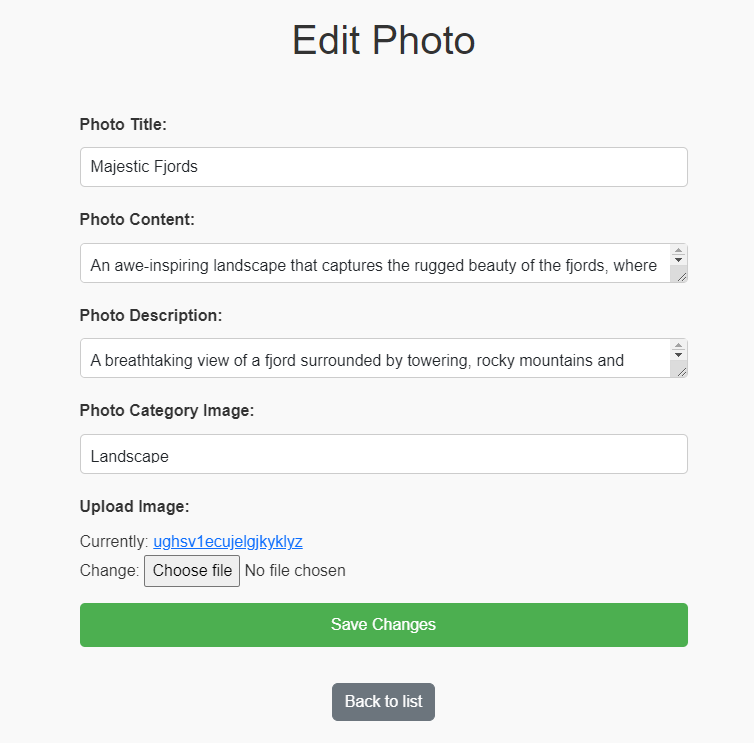 Edit Photo
Photo Title:
Majestic Fjords
Photo Content:
An awe-inspiring landscape that captures the rugged beauty of the fjords, where
Photo Description:
A breathtaking view of a fjord surrounded by towering, rocky mountains and
Photo Category Image:
Landscape
Upload Image:
Currently: ughsv1ecujelgjkyklyz
Change: Choose file No file chosen
Save Changes
Back to list